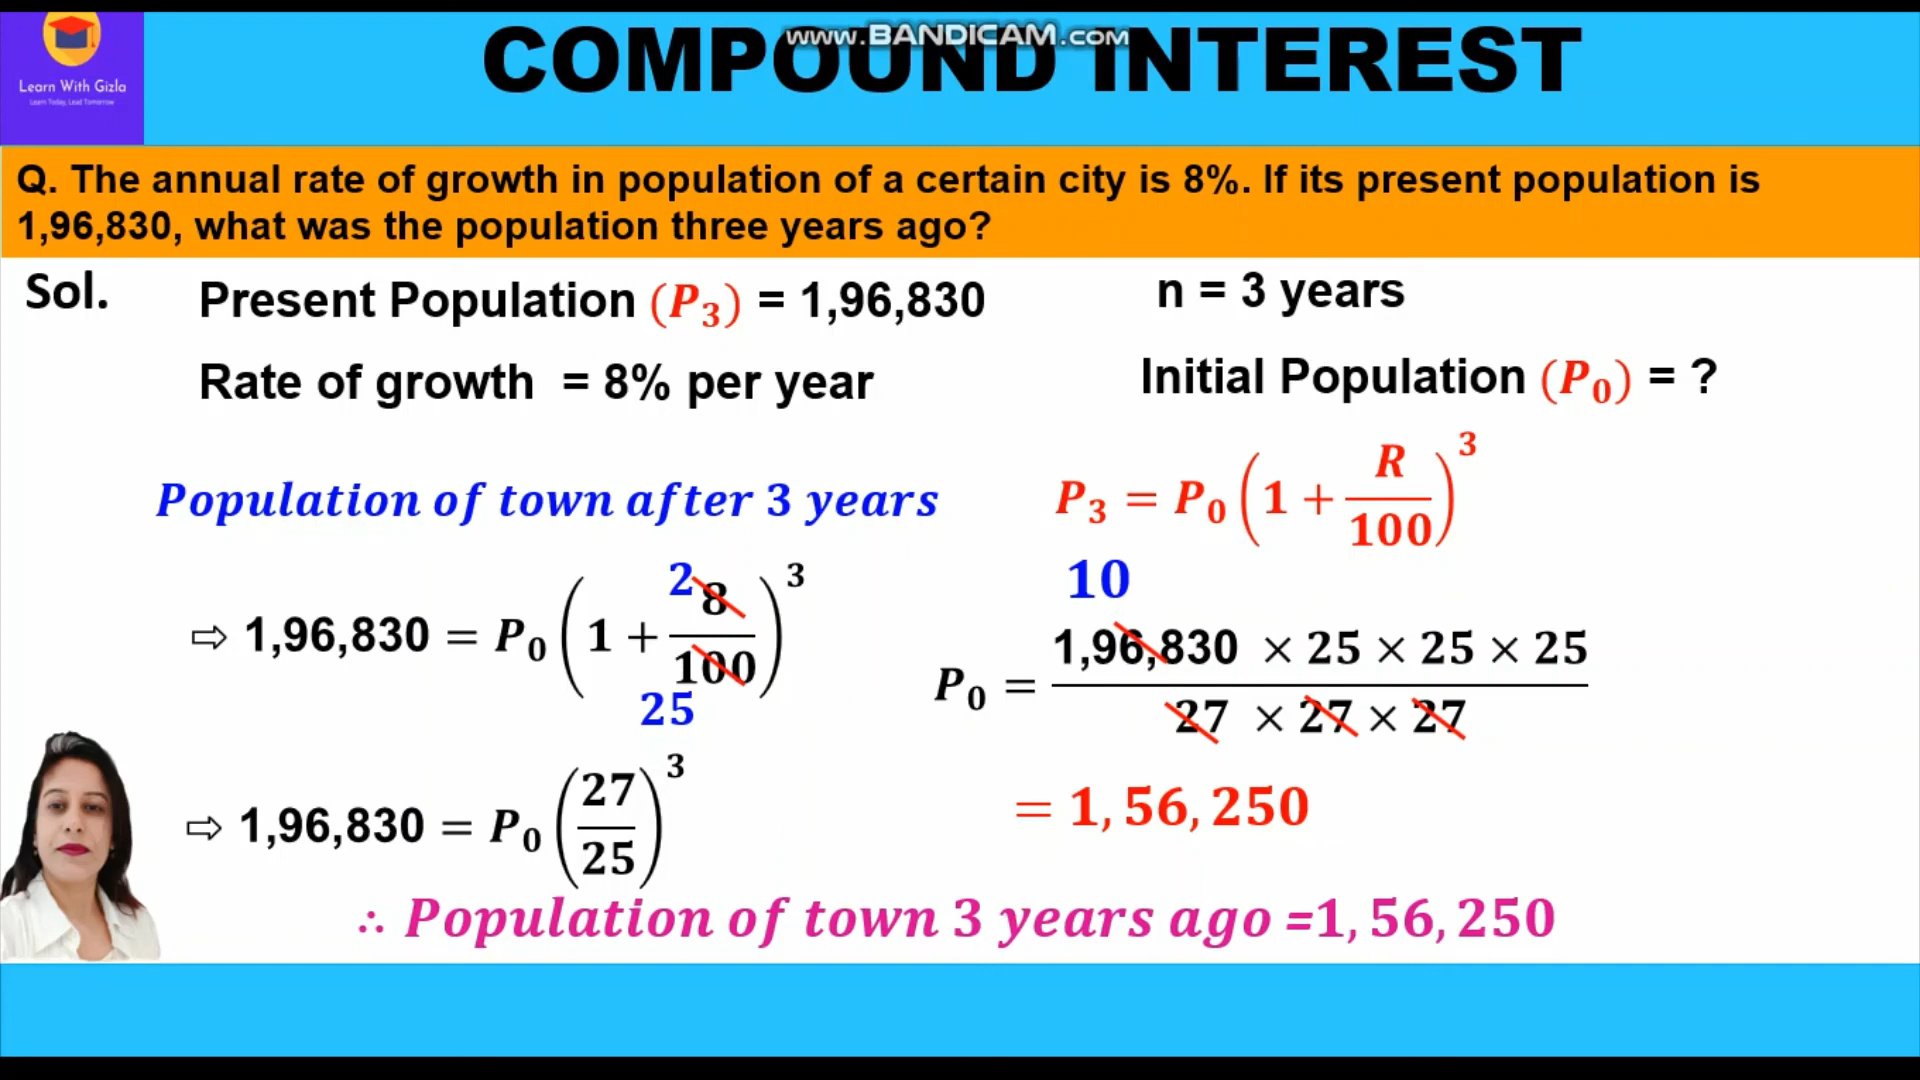 www.BANDICAM.com
COMPOUND INTEREST
Learn With Gizla
Learn Today, Lead Tomorrow
Q. The annual rate of growth in population of a certain city is 8%. If its present population is
1,96,830, what was the population three years ago?
Sol.
Present Population (P₃) = 1,96,830
n = 3 years
Rate of growth = 8% per year
Initial Population (P₀) = ?
Population of town after 3 years
P₃ = P₀ (1 + R/100)³
2
⇨ 1,96,830 = P₀ (1 + 8/100)³
25
10
P₀ = 1,96,830 × 25 × 25 × 25 / 27 × 27 × 27
⇨ 1,96,830 = P₀ (27/25)³
= 1, 56, 250
∴ Population of town 3 years ago =1, 56, 250